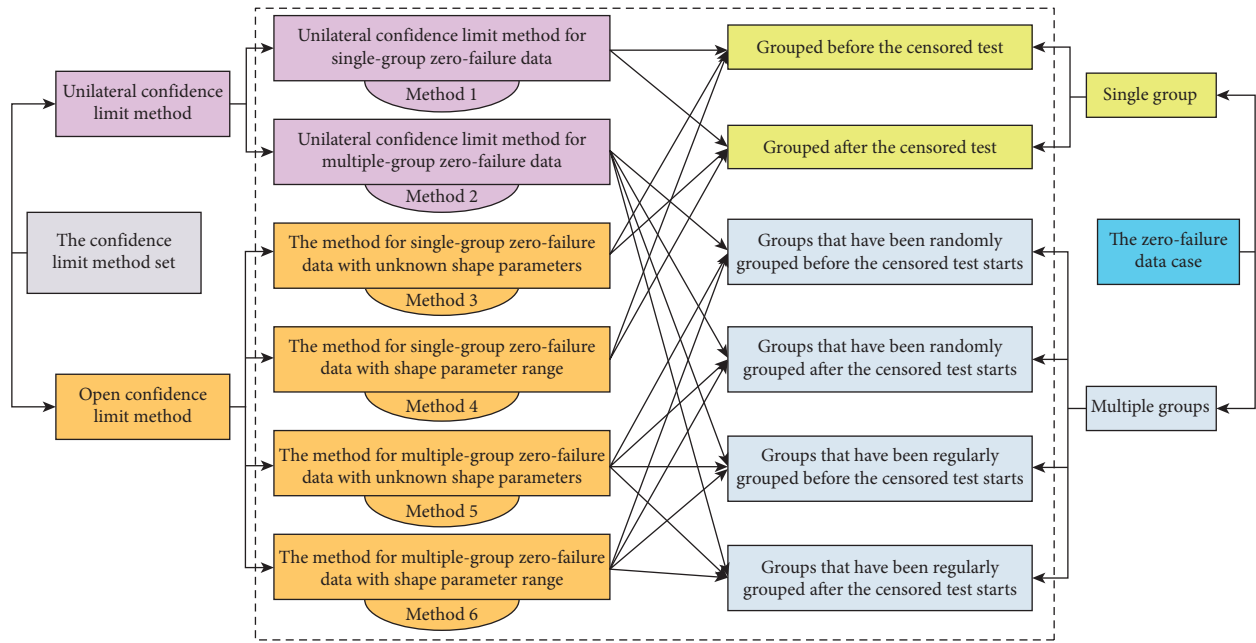 Unilateral confidence
limit method
The confidence
limit method set
Open confidence
limit method
Unilateral confidence limit method for
single-group zero-failure data
Method 1
Unilateral confidence limit method for
multiple-group zero-failure data
Method 2
The method for single-group zero-failure
data with unknown shape parameters
Method 3
The method for single-group zero-failure
data with shape parameter range
Method 4
The method for multiple-group zero-failure
data with unknown shape parameters
Method 5
The method for multiple-group zero-failure
data with shape parameter range
Method 6
Grouped before the censored test
Grouped after the censored test
Groups that have been randomly
grouped before the censored test starts
Groups that have been randomly
grouped after the censored test starts
Groups that have been regularly
grouped before the censored test starts
Groups that have been regularly
grouped after the censored test starts
Single group
The zero-failure
data case
Multiple groups